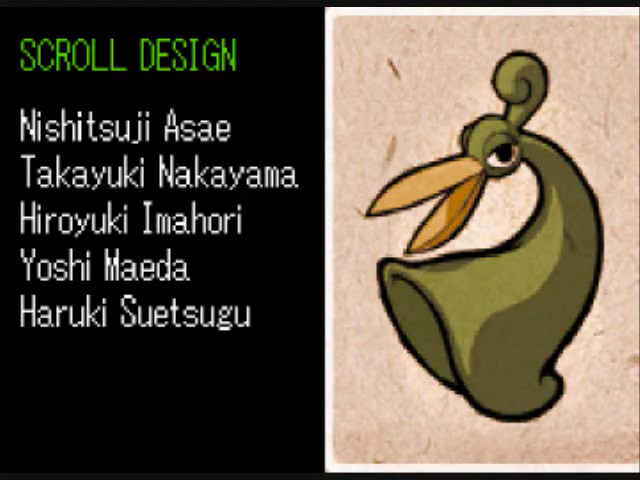 SCROLL DESIGN
Nishitsuji Asae
Takayuki Nakayama
Hiroyuki Imahori
Yoshi Maeda
Haruki Suetsugu